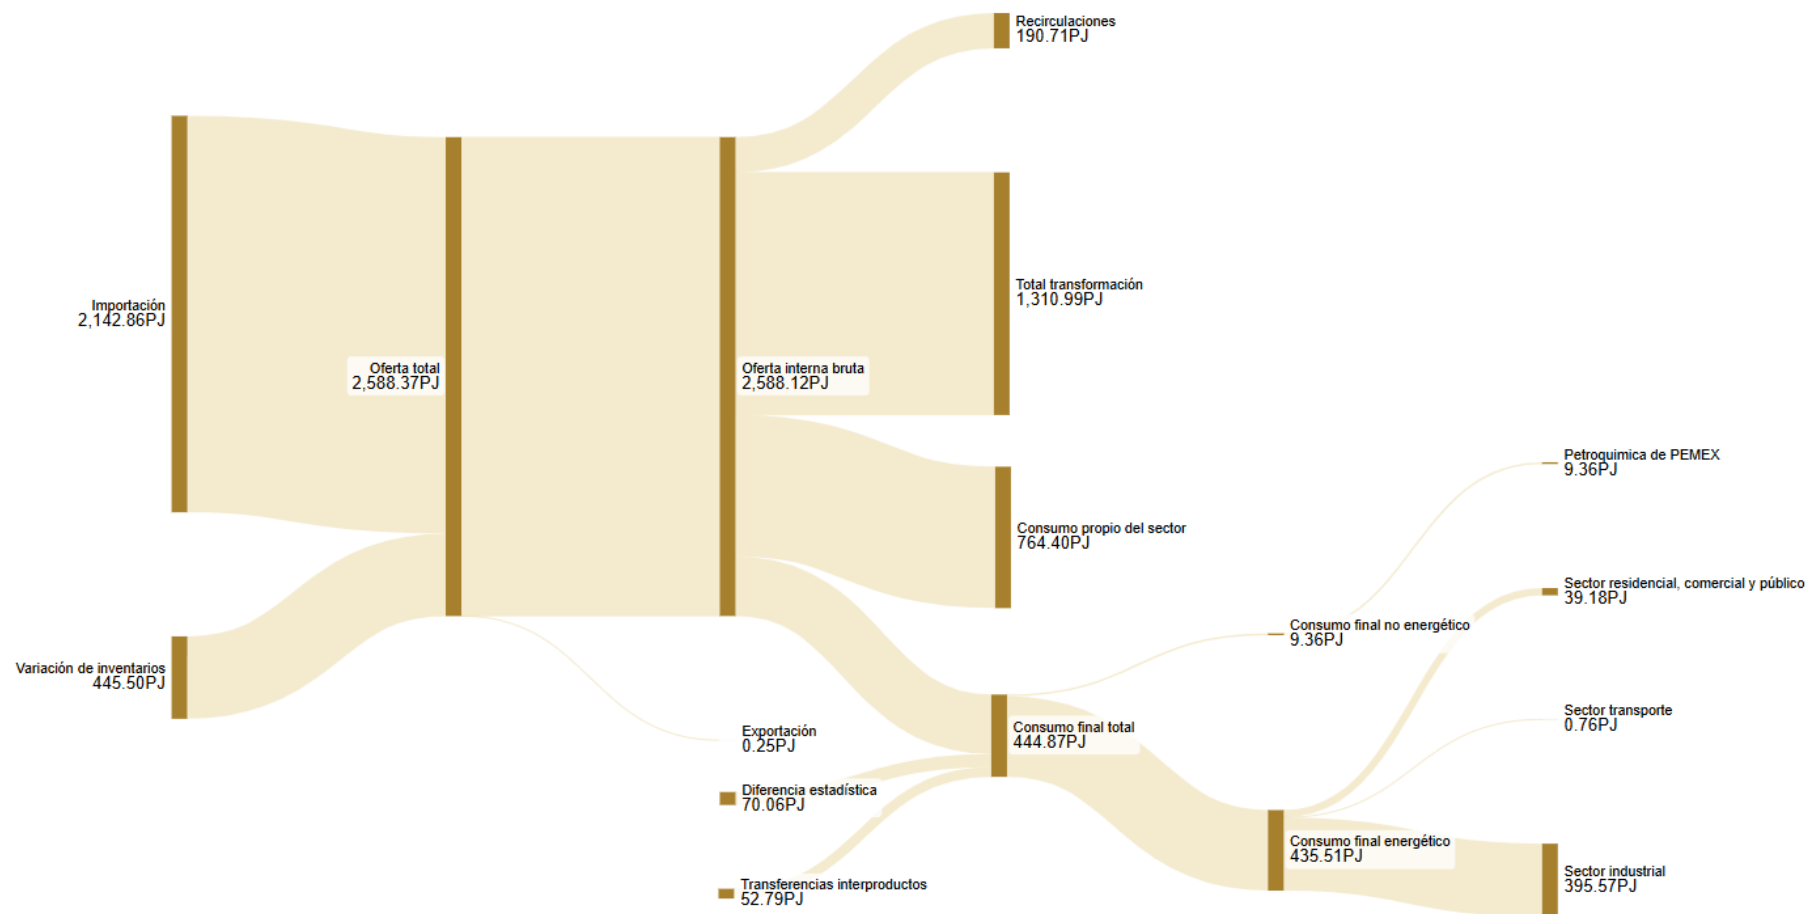 Recirculaciones
190.71PJ
Importación
2,142.86PJ
Total transformación
1,310.99PJ
Oferta total
2,588.37PJ
Oferta interna bruta
2,588.12PJ
Petroquimica de PEMEX
9.36PJ
Consumo propio del sector
764.40PJ
Sector residencial, comercial y público
39.18PJ
Consumo final no energético
9.36PJ
Variación de inventarios
445.50PJ
Sector transporte
0.76PJ
Exportación
0.25PJ
Consumo final total
444.87PJ
Diferencia estadística
70.06PJ
Consumo final energético
435.51PJ
Sector industrial
395.57PJ
Transferencias interproductos
52.79PJ